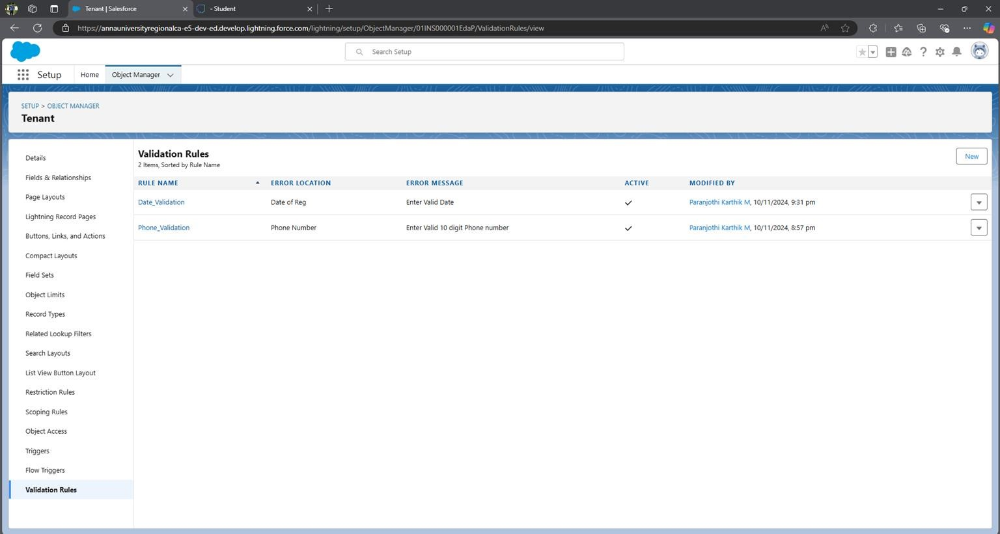 Tenant | Salesforce
- Student
https://annauniversityregionalca-e5-dev-ed.develop.lightning.force.com/lightning/setup/ObjectManager/01INS000001EdaP/ValidationRules/view
Search Setup
Setup
Home
Object Manager
SETUP > OBJECT MANAGER
Tenant
Details
Fields & Relationships
Page Layouts
Lightning Record Pages
Buttons, Links, and Actions
Compact Layouts
Field Sets
Object Limits
Record Types
Related Lookup Filters
Search Layouts
List View Button Layout
Restriction Rules
Scoping Rules
Object Access
Triggers
Flow Triggers
Validation Rules
Validation Rules
2 Items, Sorted by Rule Name
New
RULE NAME ERROR LOCATION ERROR MESSAGE ACTIVE MODIFIED BY
Date_Validation Date of Reg Enter Valid Date Paranjothi Karthik M, 10/11/2024, 9:31 pm
Phone_Validation Phone Number Enter Valid 10 digit Phone number Paranjothi Karthik M, 10/11/2024, 8:57 pm